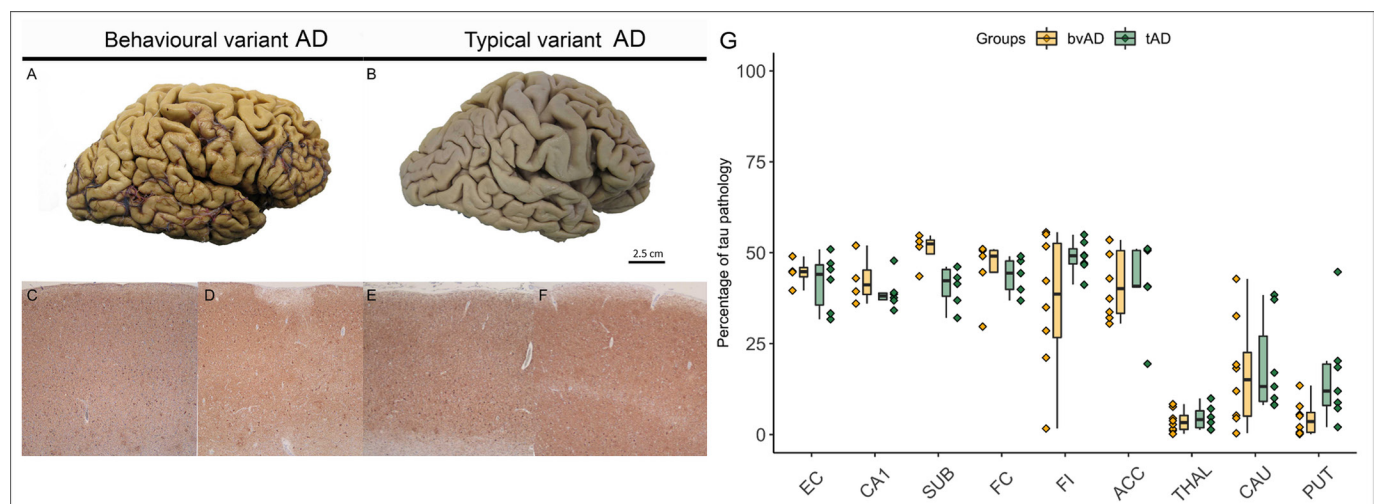 Behavioural variant AD
Typical variant AD
A
B
2.5 cm
C
D
E
F
G
Groups bvAD tAD
Percentage of tau pathology
100
75
50
25
0
EC CA1 SUB FC FI ACC THAL CAU PUT